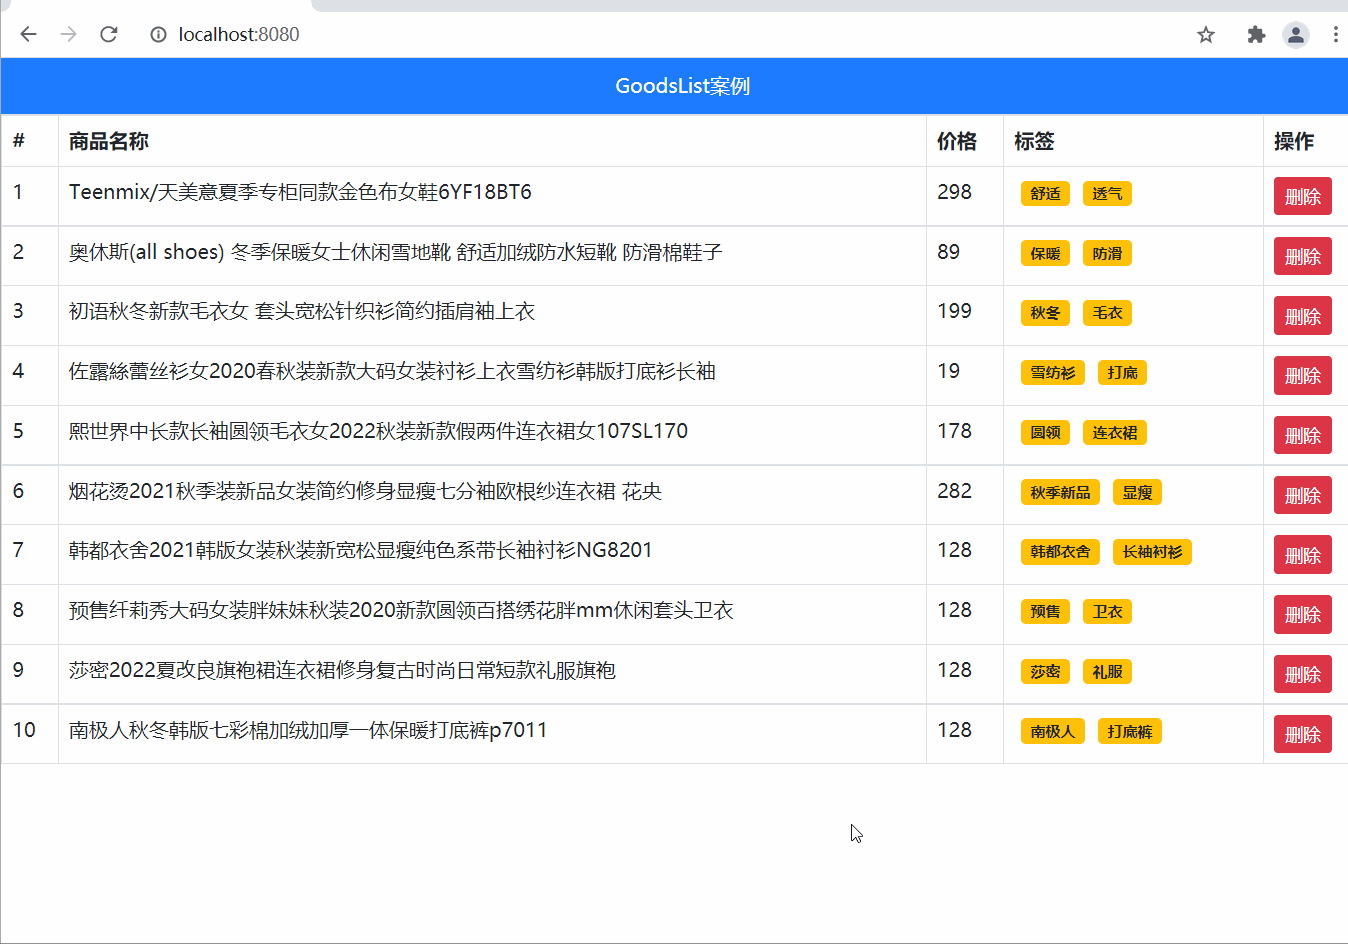 localhost:8080
GoodsList案例
# 商品名称 价格 标签 操作
1 Teenmix/天美意夏季专柜同款金色布女鞋6YF18BT6 298 舒适 透气 删除
2 奥休斯(all shoes) 冬季保暖女士休闲雪地靴 舒适加绒防水短靴 防滑棉鞋子 89 保暖 防滑 删除
3 初语秋冬新款毛衣女 套头宽松针织衫简约插肩袖上衣 199 秋冬 毛衣 删除
4 佐露絲蕾丝衫女2020春秋装新款大码女装衬衫上衣雪纺衫韩版打底衫长袖 19 雪纺衫 打底 删除
5 熙世界中长款长袖圆领毛衣女2022秋装新款假两件连衣裙女107SL170 178 圆领 连衣裙 删除
6 烟花烫2021秋季装新品女装简约修身显瘦七分袖欧根纱连衣裙 花央 282 秋季新品 显瘦 删除
7 韩都衣舍2021韩版女装秋装新宽松显瘦纯色系带长袖衬衫NG8201 128 韩都衣舍 长袖衬衫 删除
8 预售纤莉秀大码女装胖妹妹秋装2020新款圆领百搭绣花胖mm休闲套头卫衣 128 预售 卫衣 删除
9 莎密2022夏改良旗袍裙连衣裙修身复古时尚日常短款礼服旗袍 128 莎密 礼服 删除
10 南极人秋冬韩版七彩棉加绒加厚一体保暖打底裤p7011 128 南极人 打底裤 删除